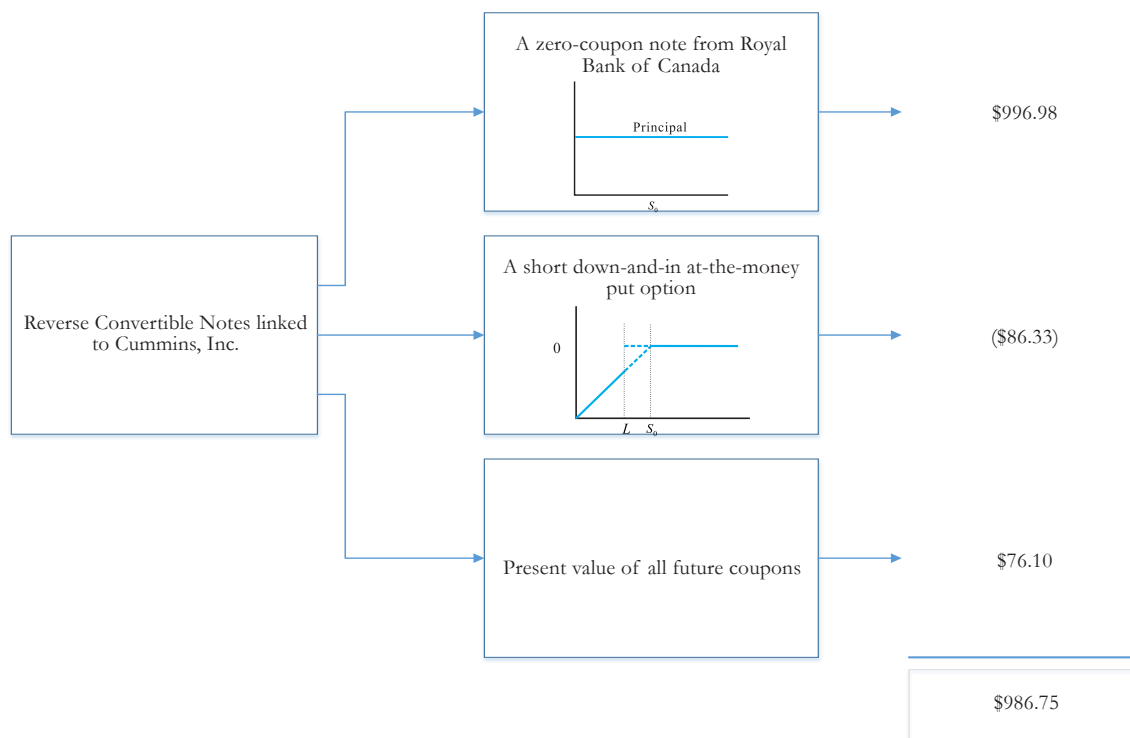 A zero-coupon note from Royal
Bank of Canada
Principal
S₀
$996.98
Reverse Convertible Notes linked
to Cummins, Inc.
A short down-and-in at-the-money
put option
0
L S₀
($86.33)
Present value of all future coupons
$76.10
$986.75